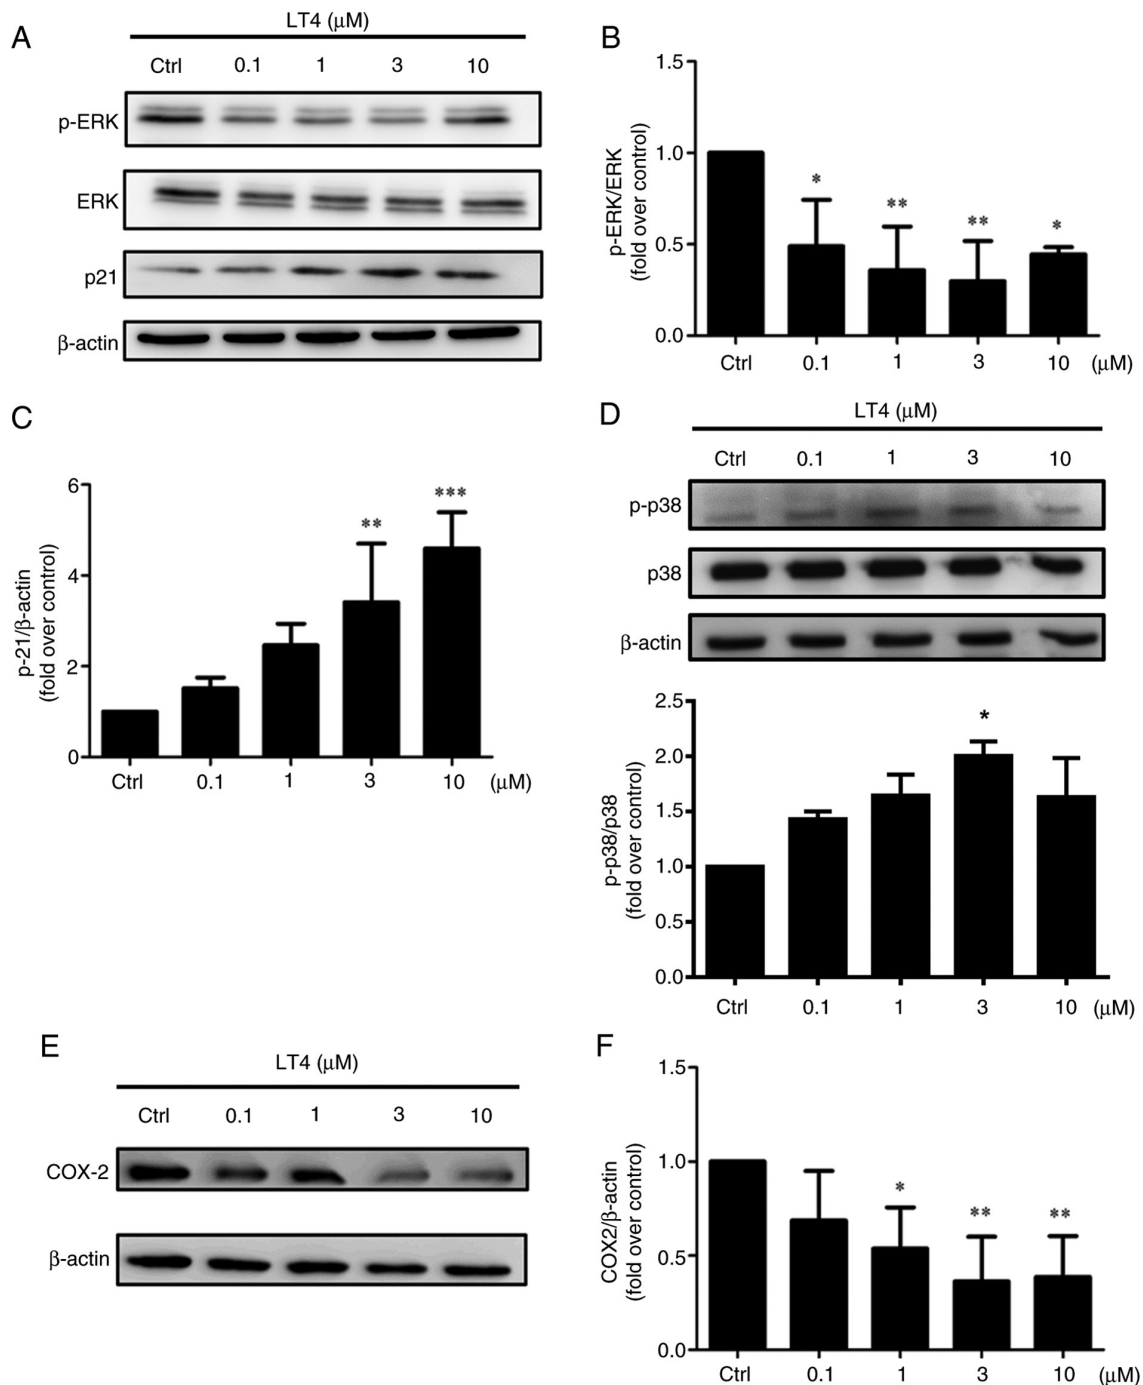 A
LT4 (μM)
Ctrl 0.1 1 3 10
p-ERK
ERK
p21
β-actin
B
1.5
1.0
0.5
0.0
p-ERK/ERK
(fold over control)
* ** ** *
Ctrl 0.1 1 3 10 (μM)
C
6
4
2
0
p-21/β-actin
(fold over control)
** ***
Ctrl 0.1 1 3 10 (μM)
D
LT4 (μM)
Ctrl 0.1 1 3 10
p-p38
p38
β-actin
2.5
2.0
1.5
1.0
0.5
0.0
p-p38/p38
(fold over control)
*
Ctrl 0.1 1 3 10 (μM)
E
LT4 (μM)
Ctrl 0.1 1 3 10
COX-2
β-actin
F
1.5
1.0
0.5
0.0
COX2/β-actin
(fold over control)
* ** **
Ctrl 0.1 1 3 10 (μM)